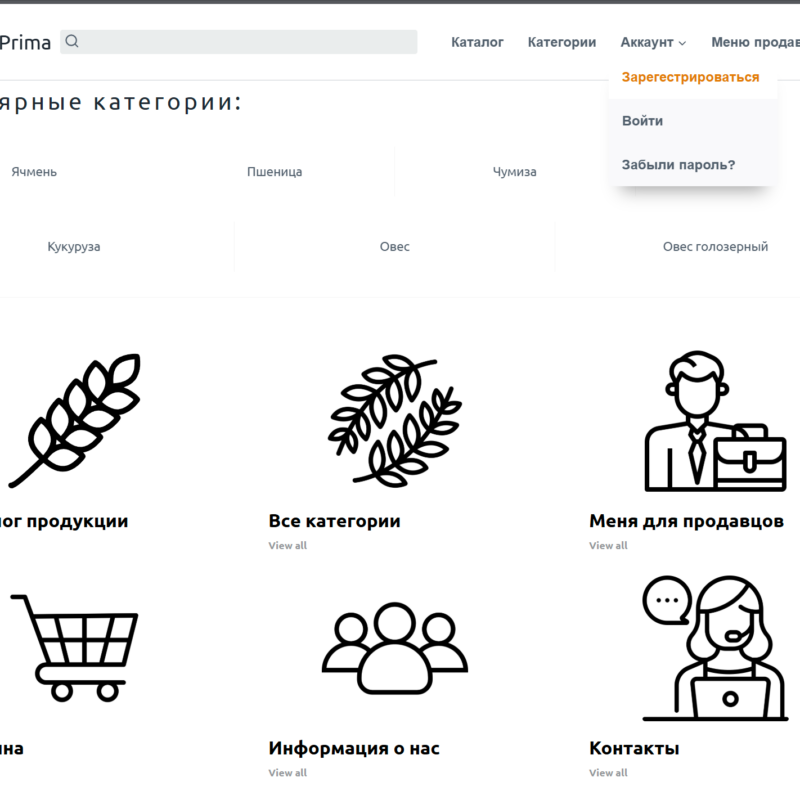 Prima
Каталог
Категории
Аккаунт
Меню продав
Зарегестрироваться
Войти
Забыли пароль?
ярные категории:
Ячмень
Пшеница
Чумиза
Кукуруза
Овес
Овес голозерный
ог продукции
Все категории
View all
Меня для продавцов
View all
на
Информация о нас
View all
Контакты
View all